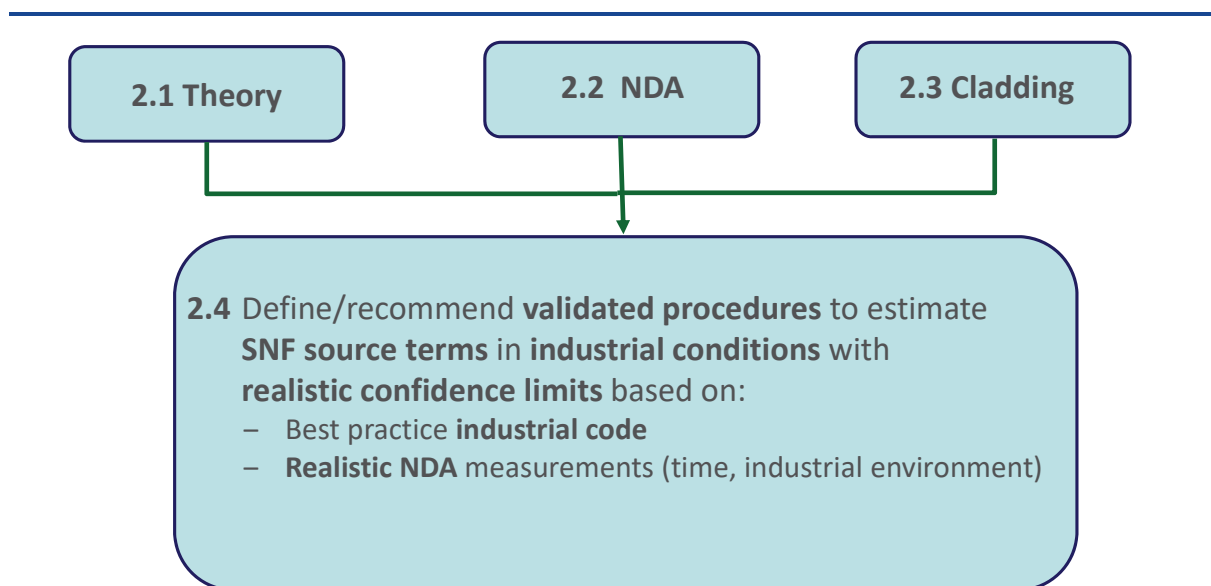 2.1 Theory
2.2 NDA
2.3 Cladding
2.4 Define/recommend validated procedures to estimate
SNF source terms in industrial conditions with
realistic confidence limits based on:
– Best practice industrial code
– Realistic NDA measurements (time, industrial environment)